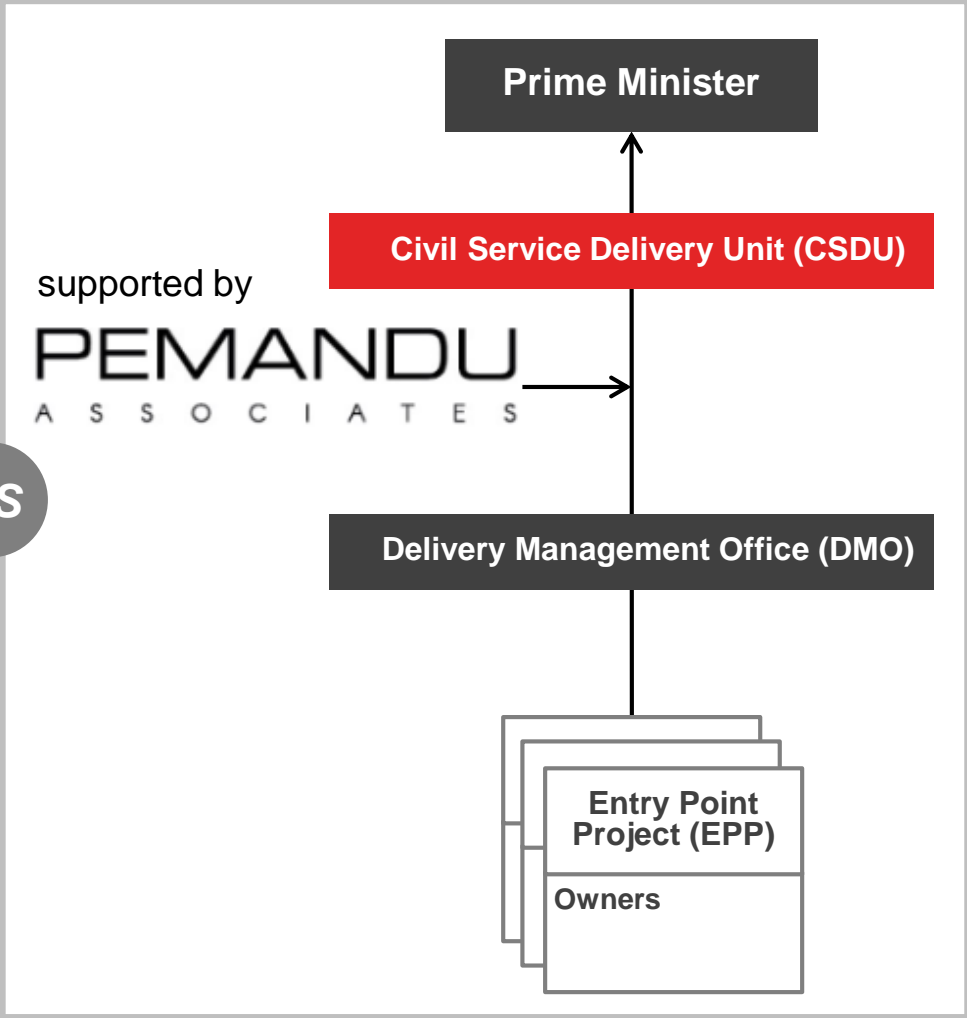 Prime Minister
Civil Service Delivery Unit (CSDU)
supported by
PEMANDU
ASSOCIATES
S
Delivery Management Office (DMO)
Entry Point
Project (EPP)
Owners